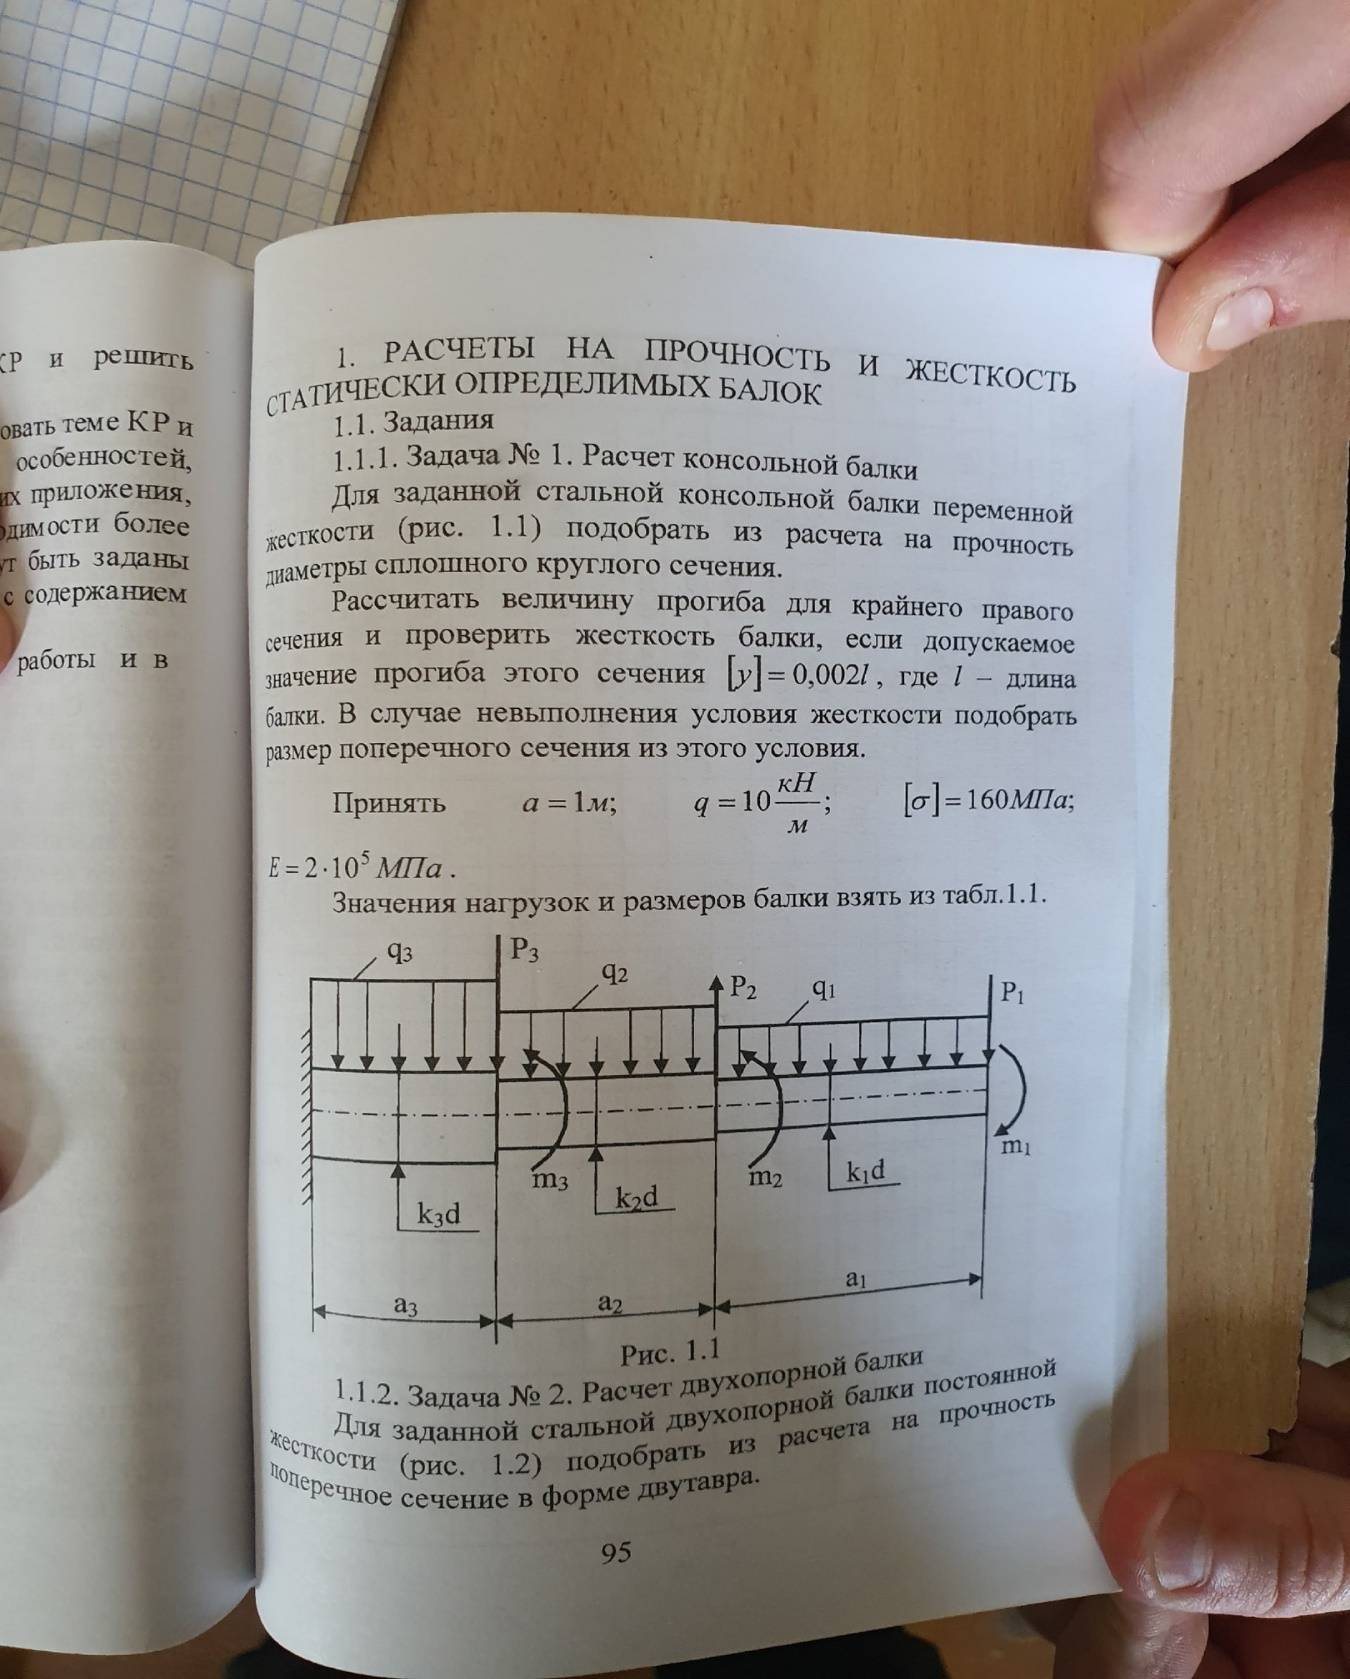 КР и решить
овать теме КР и
особенностей,
их приложения,
димости более
ут быть заданы
с содержанием
работы и в
1. РАСЧЕТЫ НА ПРОЧНОСТЬ И ЖЕСТКОСТЬ
СТАТИЧЕСКИ ОПРЕДЕЛИМЫХ БАЛОК
1.1. Задания
1.1.1. Задача № 1. Расчет консольной балки
Для заданной стальной консольной балки переменной
жесткости (рис. 1.1) подобрать из расчета на прочность
диаметры сплошного круглого сечения.
Рассчитать величину прогиба для крайнего правого
сечения и проверить жесткость балки, если допускаемое
значение прогиба этого сечения [y] = 0,002l, где l – длина
балки. В случае невыполнения условия жесткости подобрать
размер поперечного сечения из этого условия.
Принять a = 1м; q = 10 кН/м; [σ] = 160МПа;
E = 2·10⁵ МПа.
Значения нагрузок и размеров балки взять из табл.1.1.
q₃ P₃ q₂ P₂ q₁ P₁
m₃ m₂ k₁d m₁
k₃d k₂d
a₃ a₂ a₁
Рис. 1.1
1.1.2. Задача № 2. Расчет двухопорной балки
Для заданной стальной двухопорной балки постоянной
жесткости (рис. 1.2) подобрать из расчета на прочность
поперечное сечение в форме двутавра.
95